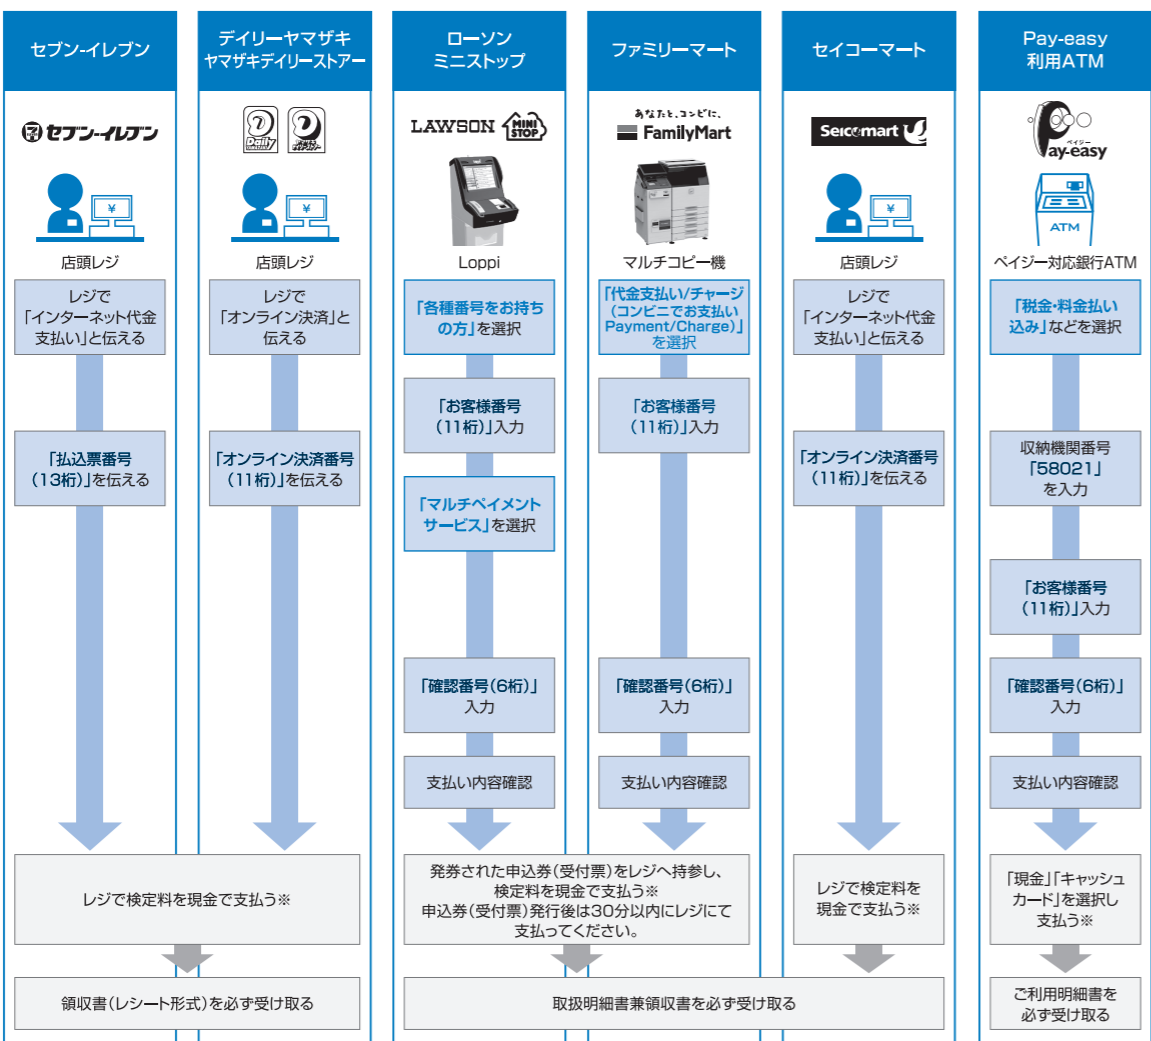 セブン-イレブン
デイリーヤマザキ
ヤマザキデイリーストアー
ローソン
ミニストップ
ファミリーマート
セイコーマート
Pay-easy
利用ATM
セブン-イレブン
Daily
LAWSON
MINI
STOP
あなたと、コンビに、
FamilyMart
Seicomart
ペイジー
Pay-easy
¥
¥
¥
ATM
店頭レジ
店頭レジ
Loppi
マルチコピー機
店頭レジ
ペイジー対応銀行ATM
レジで
「インターネット代金
支払い」と伝える
「払込票番号
(13桁)」を伝える
レジで
「オンライン決済」と
伝える
「オンライン決済番号
(11桁)」を伝える
レジで検定料を現金で支払う※
領収書(レシート形式)を必ず受け取る
「各種番号をお持ち
の方」を選択
「お客様番号
(11桁)」入力
「マルチペイメント
サービス」を選択
「確認番号(6桁)」
入力
支払い内容確認
「代金支払い/チャージ
(コンビニでお支払い
Payment/Charge)」
を選択
「お客様番号
(11桁)」入力
「確認番号(6桁)」
入力
支払い内容確認
発券された申込券(受付票)をレジへ持参し、
検定料を現金で支払う※
申込券(受付票)発行後は30分以内にレジにて
支払ってください。
レジで
「インターネット代金
支払い」と伝える
「オンライン決済番号
(11桁)」を伝える
レジで検定料を
現金で支払う※
取扱明細書兼領収書を必ず受け取る
「税金・料金払い
込み」などを選択
収納機関番号
「58021」
を入力
「お客様番号
(11桁)」入力
「確認番号(6桁)」
入力
支払い内容確認
「現金」「キャッシュ
カード」を選択し
支払う※
ご利用明細書を
必ず受け取る